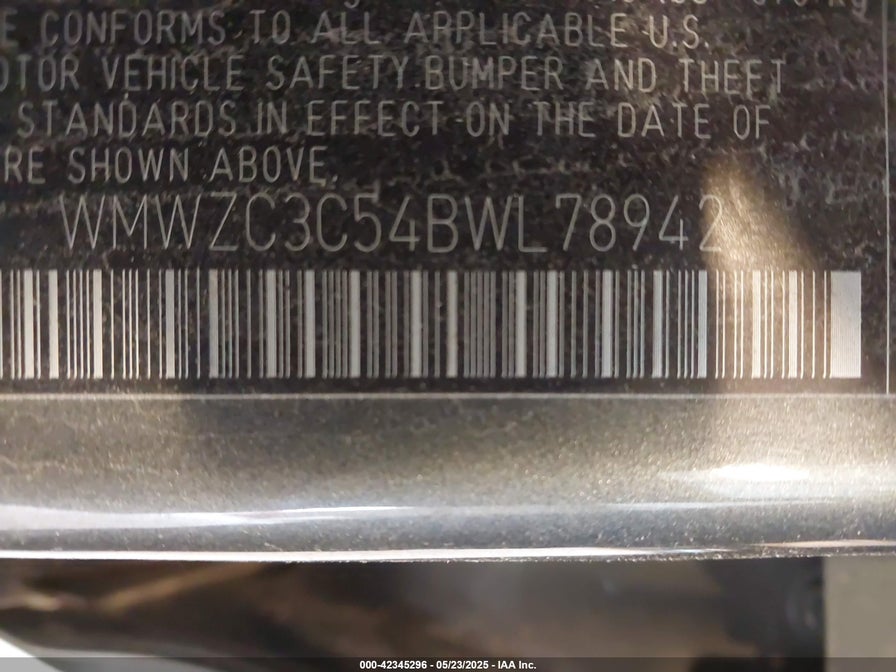 E CONFORMS TO ALL APPLICABLE U.S.
OTOR VEHICLE SAFETY.BUMPER AND THEFT
STANDARDS IN EFFECT ON THE DATE OF
RE SHOWN ABOVE.
WMWZC3C54BWL78942
000-42345296 - 05/23/2025 - IAA Inc.